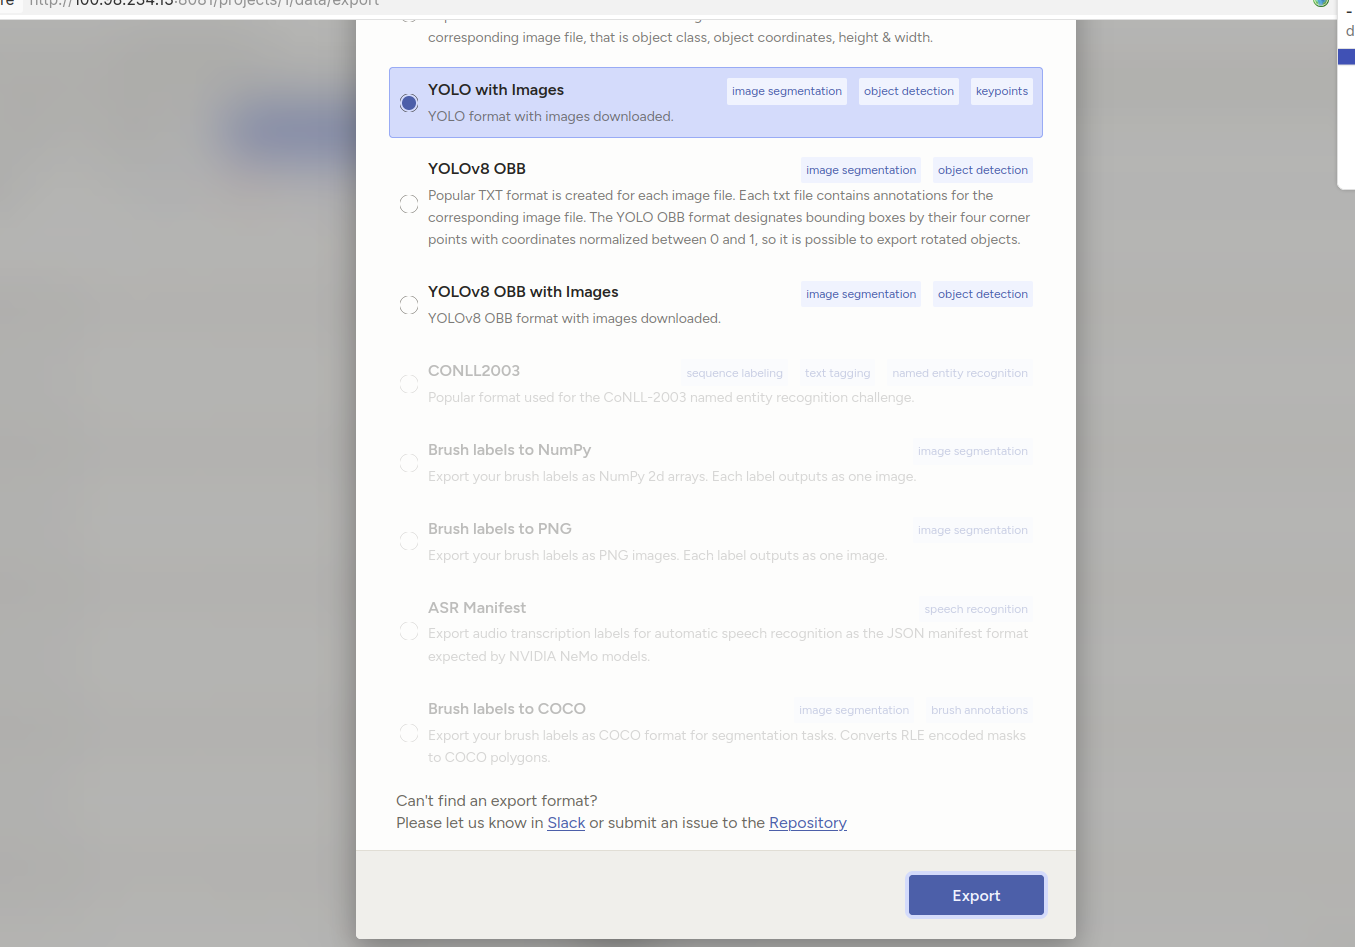 corresponding image file, that is object class, object coordinates, height & width.
YOLO with Images
image segmentation
object detection
keypoints
YOLO format with images downloaded.
YOLOv8 OBB
image segmentation
object detection
Popular TXT format is created for each image file. Each txt file contains annotations for the
corresponding image file. The YOLO OBB format designates bounding boxes by their four corner
points with coordinates normalized between 0 and 1, so it is possible to export rotated objects.
YOLOv8 OBB with Images
image segmentation
object detection
YOLOv8 OBB format with images downloaded.
CONLL2003
sequence labeling
text tagging
named entity recognition
Popular format used for the CoNLL-2003 named entity recognition challenge.
Brush labels to NumPy
image segmentation
Export your brush labels as NumPy 2d arrays. Each label outputs as one image.
Brush labels to PNG
image segmentation
Export your brush labels as PNG images. Each label outputs as one image.
ASR Manifest
speech recognition
Export audio transcription labels for automatic speech recognition as the JSON manifest format
expected by NVIDIA NeMo models.
Brush labels to COCO
image segmentation
brush annotations
Export your brush labels as COCO format for segmentation tasks. Converts RLE encoded masks
to COCO polygons.
Can't find an export format?
Please let us know in Slack or submit an issue to the Repository
Export